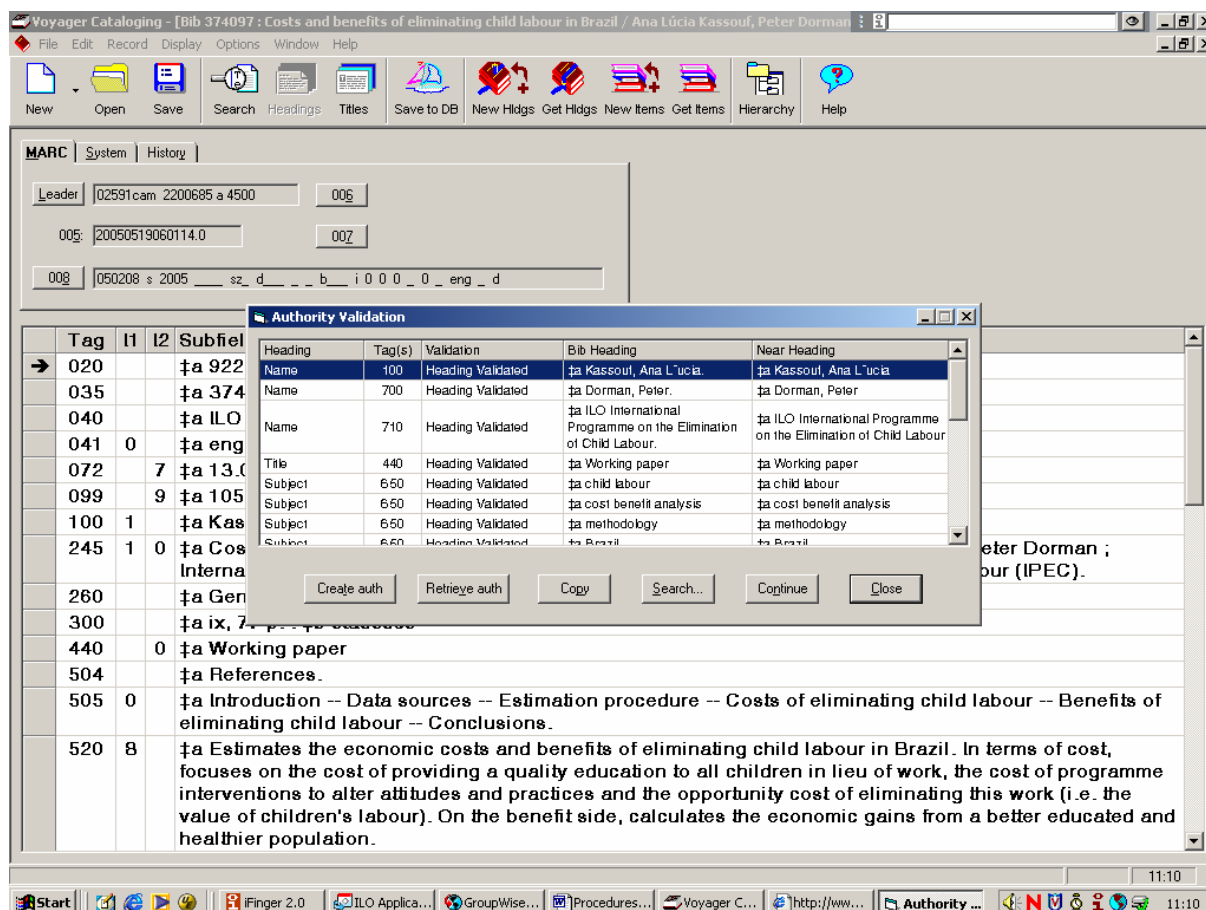 Voyager Cataloging - [Bib 374097 : Costs and benefits of eliminating child labour in Brazil / Ana Lúcia Kassouf, Peter Dorman
File Edit Record Display Options Window Help
New Open Save Search Headings Titles Save to DB New Hldgs Get Hldgs New Items Get Items Hierarchy Help
MARC System History
Leader 02591cam 2200685 a 4500 006
005: 20050519060114.0 007
008 050208 s 2005 ____ sz_ d___ _ _ b___ i 0 0 0 _ 0 _ eng _ d
Authority Validation
Heading Tag(s) Validation Bib Heading Near Heading
Name 100 Heading Validated ‡a Kassouf, Ana L¯ucia. ‡a Kassouf, Ana L¯ucia
Name 700 Heading Validated ‡a Dorman, Peter. ‡a Dorman, Peter
Name 710 Heading Validated ‡a ILO International Programme on the Elimination of Child Labour. ‡a ILO International Programme on the Elimination of Child Labour
Title 440 Heading Validated ‡a Working paper ‡a Working paper
Subject 650 Heading Validated ‡a child labour ‡a child labour
Subject 650 Heading Validated ‡a cost benefit analysis ‡a cost benefit analysis
Subject 650 Heading Validated ‡a methodology ‡a methodology
Subject 650 Heading Validated ‡a Brazil ‡a Brazil
Create auth Retrieve auth Copy Search... Continue Close
Tag I1 I2 Subfiel
020 ‡a 922
035 ‡a 374
040 ‡a ILO
041 0 ‡a eng
072 7 ‡a 13.0
099 9 ‡a 105
100 1 ‡a Kas
245 1 0 ‡a Cos eter Dorman ;
Interna our (IPEC).
260 ‡a Gen
300 ‡a ix, 7
440 0 ‡a Working paper
504 ‡a References.
505 0 ‡a Introduction -- Data sources -- Estimation procedure -- Costs of eliminating child labour -- Benefits of
eliminating child labour -- Conclusions.
520 8 ‡a Estimates the economic costs and benefits of eliminating child labour in Brazil. In terms of cost,
focuses on the cost of providing a quality education to all children in lieu of work, the cost of programme
interventions to alter attitudes and practices and the opportunity cost of eliminating this work (i.e. the
value of children's labour). On the benefit side, calculates the economic gains from a better educated and
healthier population.
11:10
Start iFinger 2.0 ILO Applica... GroupWise... Procedures... Voyager C... http://ww... Authority ... 11:10